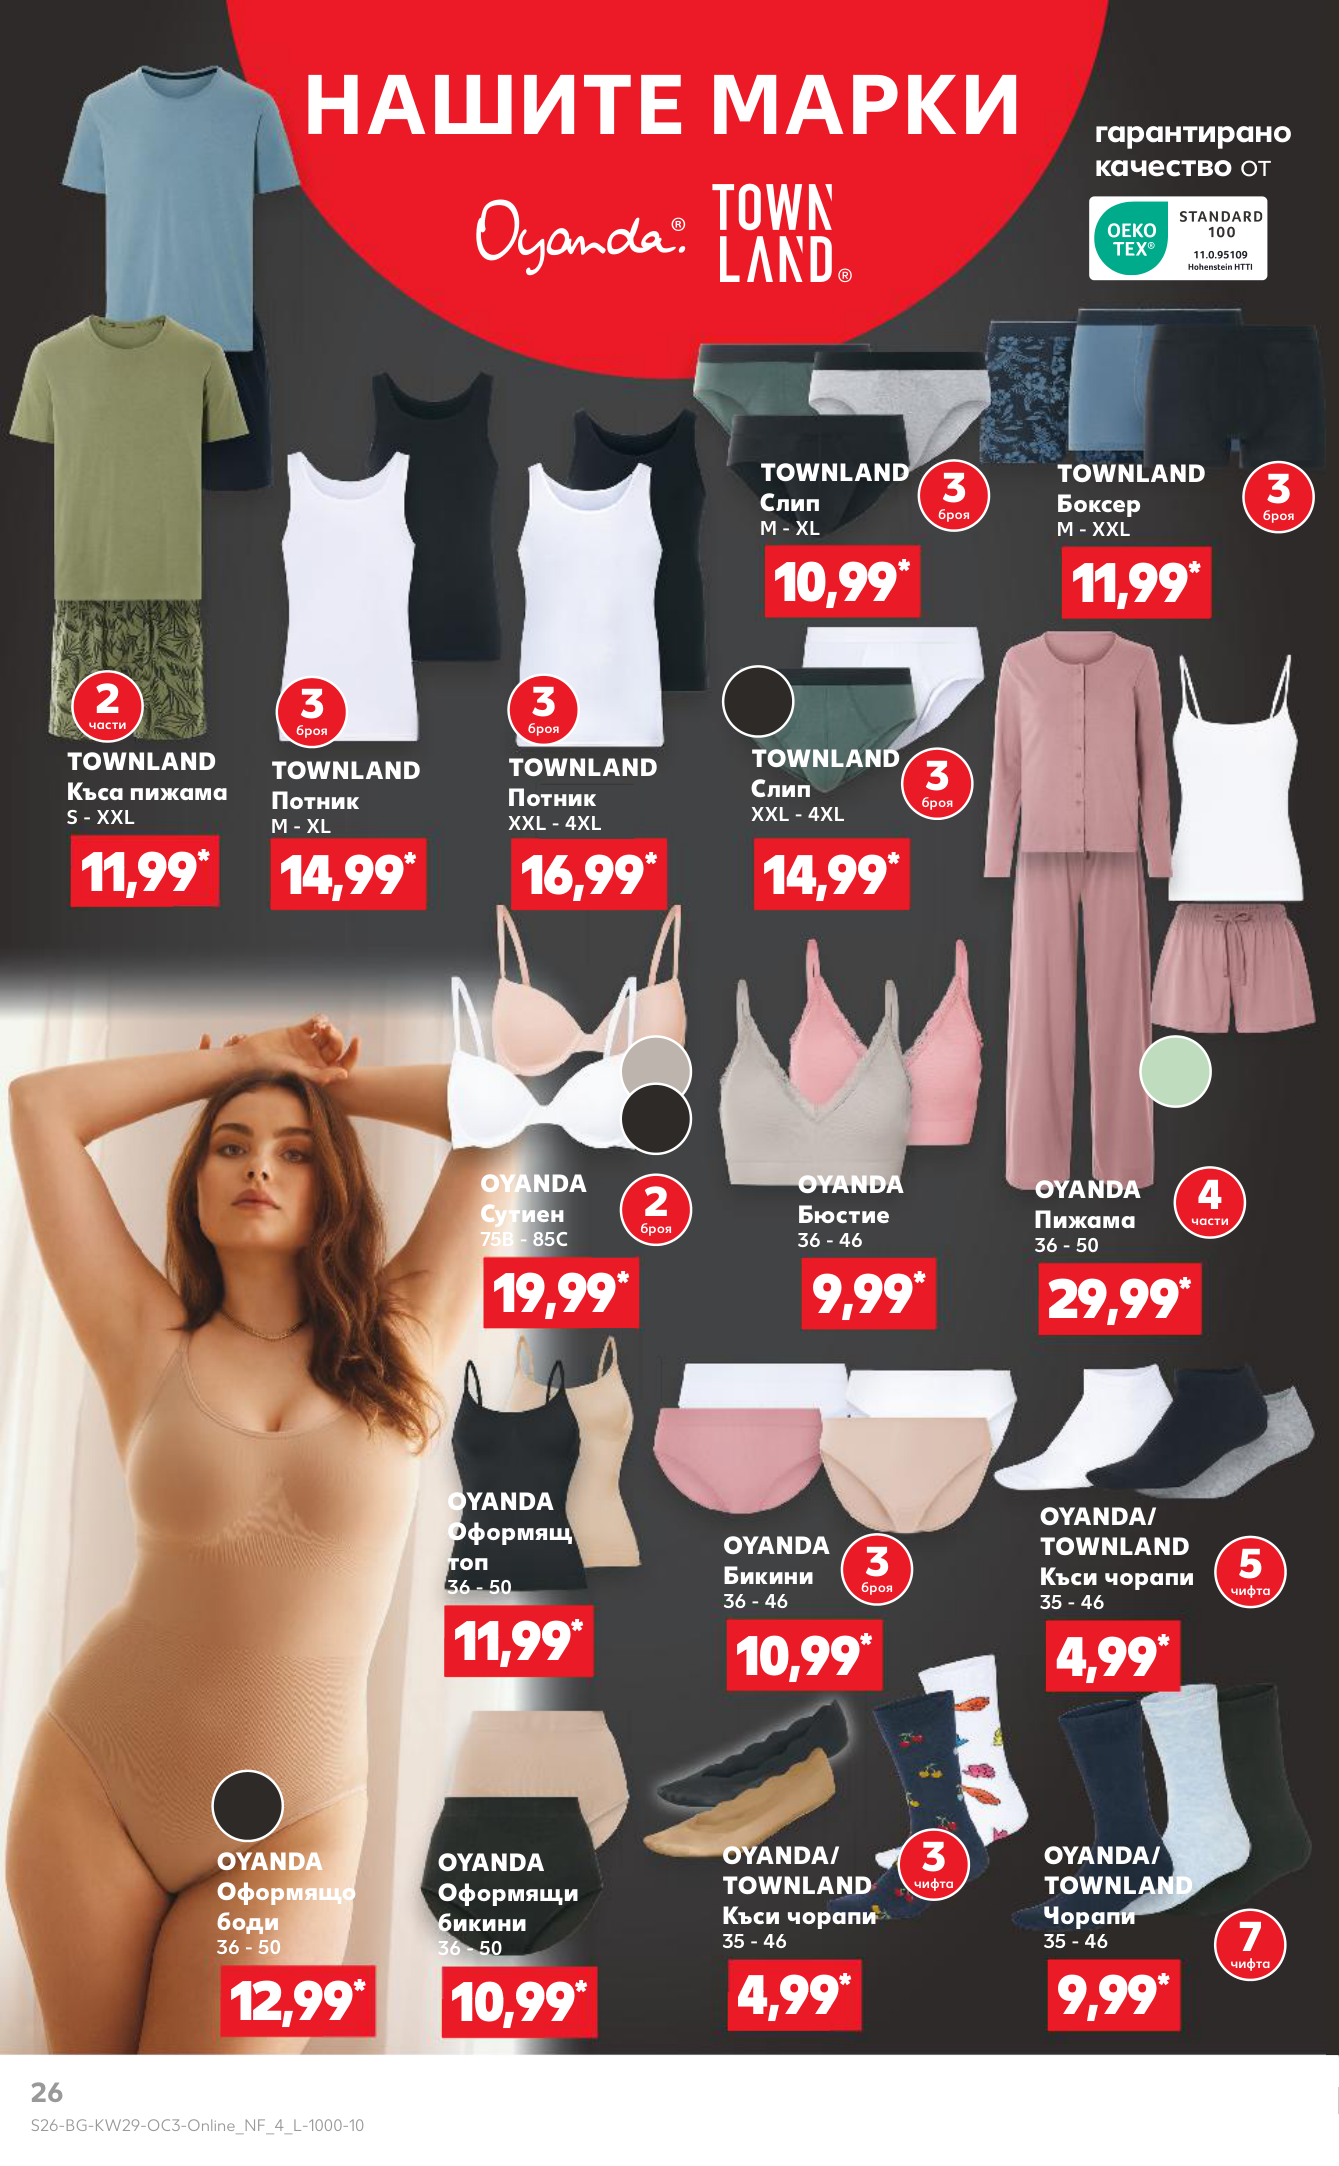 НАШИТЕ МАРКИ
Oyanda®
TOWN
LAND®
гарантирано
качество от
OEKO
TEX®
STANDARD
100
11.0.95109
Hohenstein HTTI
TOWNLAND
Слип
M - XL
3
броя
10,99*
TOWNLAND
Боксер
M - XXL
3
броя
11,99*
2
части
TOWNLAND
Къса пижама
S - XXL
11,99*
3
броя
TOWNLAND
Потник
M - XL
14,99*
3
броя
TOWNLAND
Потник
XXL - 4XL
16,99*
TOWNLAND
Слип
XXL - 4XL
3
броя
14,99*
OYANDA
Сутиен
75B - 85C
2
броя
19,99*
OYANDA
Бюстие
36 - 46
9,99*
OYANDA
Пижама
36 - 50
4
части
29,99*
OYANDA
Оформящ
топ
36 - 50
11,99*
OYANDA
Бикини
36 - 46
3
броя
10,99*
OYANDA/
TOWNLAND
Къси чорапи
35 - 46
5
чифта
4,99*
OYANDA
Оформящо
боди
36 - 50
12,99*
OYANDA
Оформящи
бикини
36 - 50
10,99*
OYANDA/
TOWNLAND
Къси чорапи
35 - 46
3
чифта
4,99*
OYANDA/
TOWNLAND
Чорапи
35 - 46
7
чифта
9,99*
26
S26-BG-KW29-OC3-Online_NF_4_L-1000-10